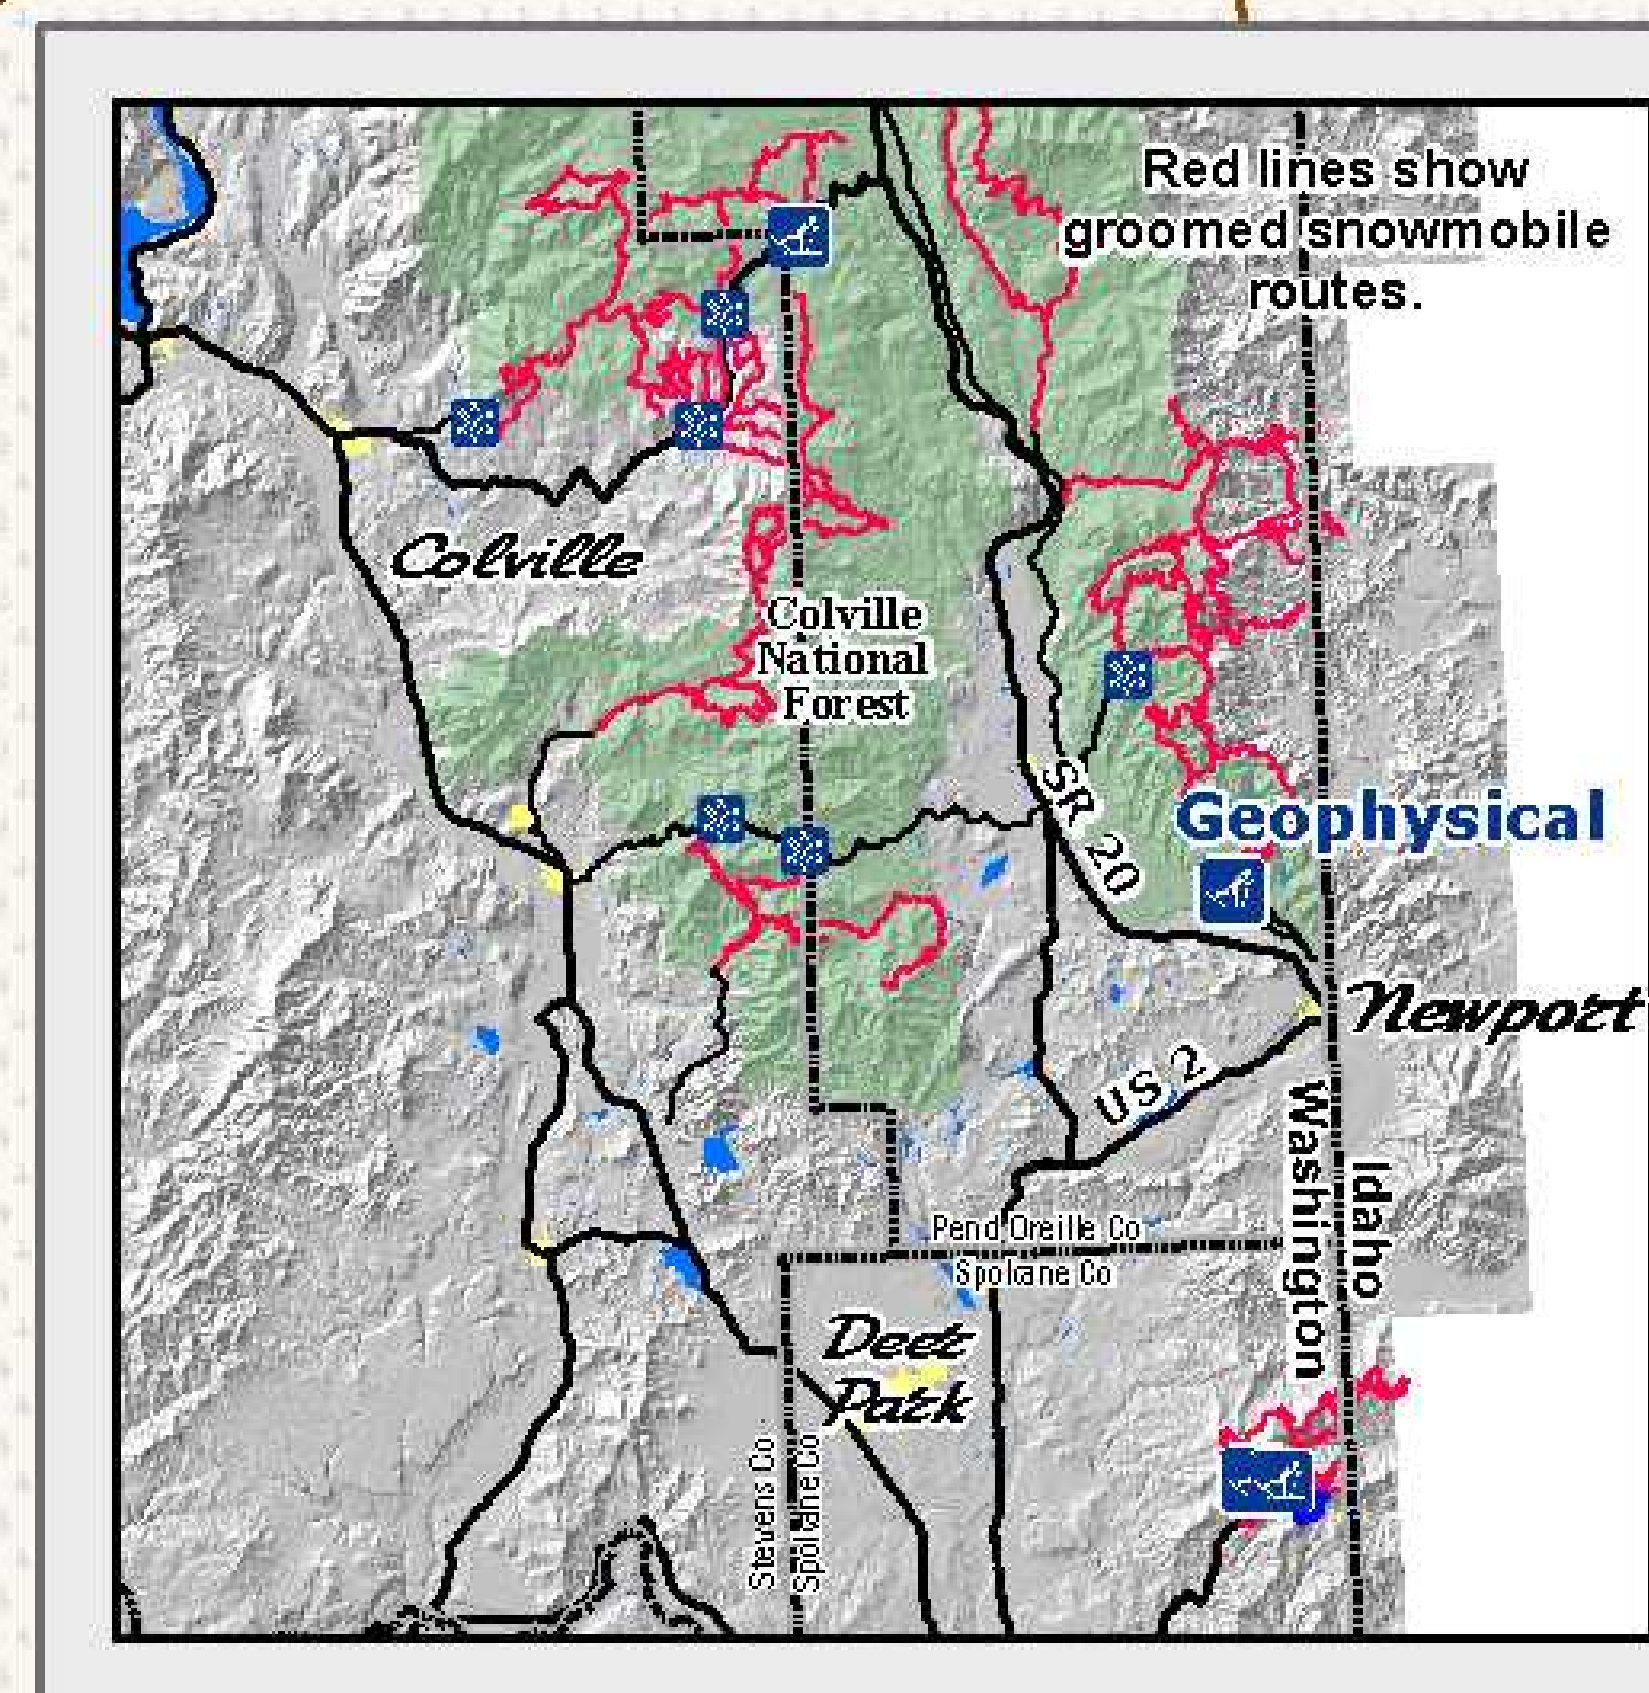 Red lines show
groomed snowmobile
routes.
Colville
Colville
National
Forest
SR 20
Geophysical
Newport
US 2
Washington
Idaho
Pend Oreille Co
Spokane Co
Deer
Park
Stevens Co
Spokane Co